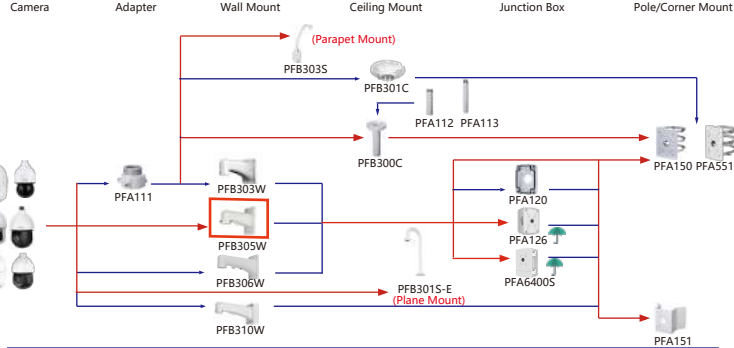 Camera Adapter Wall Mount Ceiling Mount Junction Box Pole/Corner Mount
(Parapet Mount)
PFB303S
PFB301C
PFA112 PFA113
PFB300C
PFA150 PFA551
PFA111
PFB303W
PFA120
PFB305W
PFA126
PFB306W
PFA6400S
PFB301S-E
(Plane Mount)
PFB310W
PFA151